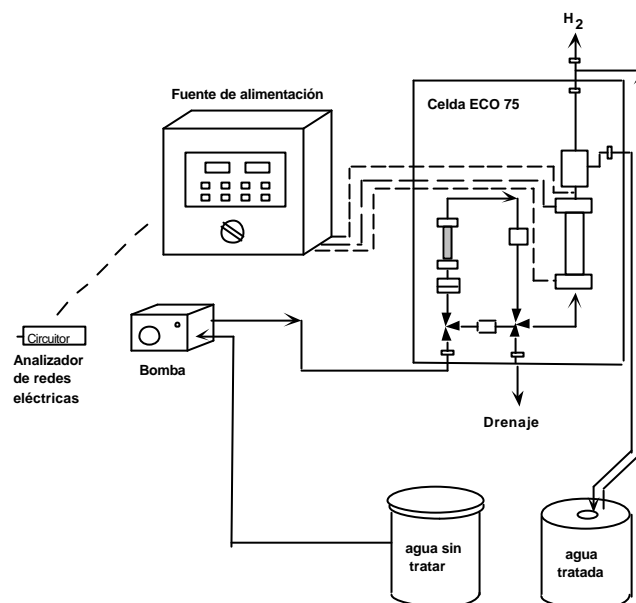 H2
Fuente de alimentación
Celda ECO 75
Circuitor
Analizador
de redes
eléctricas
Bomba
Drenaje
agua sin
tratar
agua
tratada